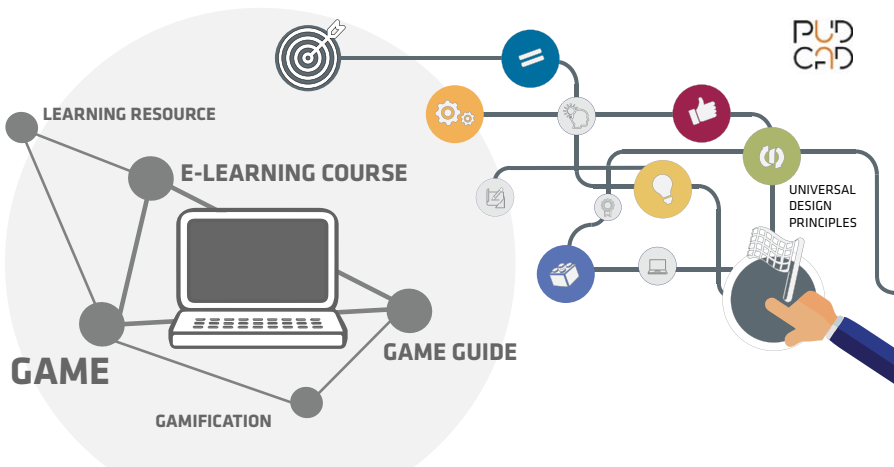 PUD
CAD
LEARNING RESOURCE
E-LEARNING COURSE
UNIVERSAL
DESIGN
PRINCIPLES
GAME GUIDE
GAME
GAMIFICATION